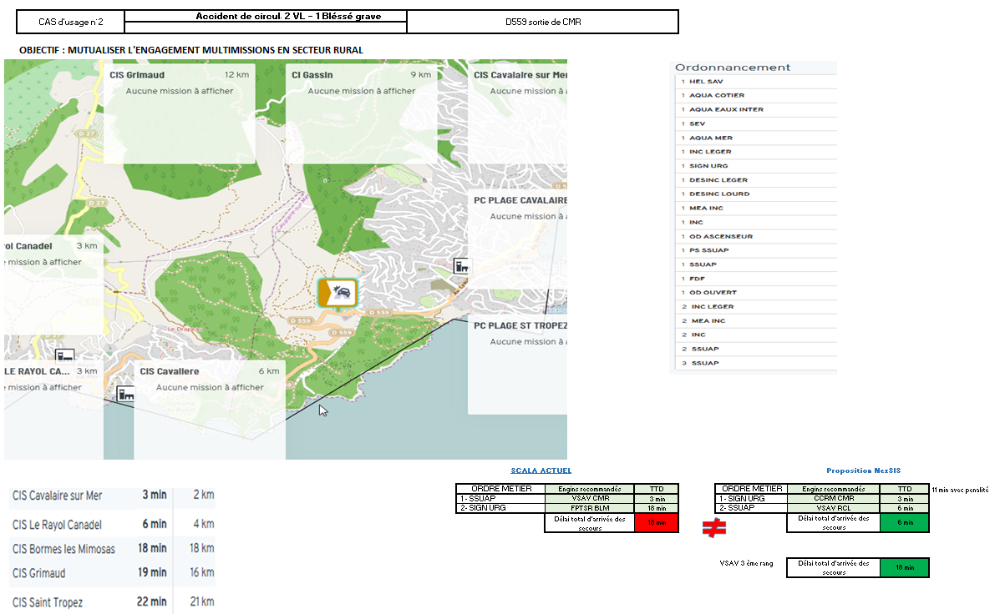 CAS d'usage n°2
Accident de circul. 2 VL - 1 Bléssé grave
D559 sortie de CMR
OBJECTIF : MUTUALISER L'ENGAGEMENT MULTIMISSIONS EN SECTEUR RURAL
CIS Grimaud 12 km
Aucune mission à afficher
CI Gassin 9 km
Aucune mission à afficher
CIS Cavalaire sur Mer
Aucune mission à a
D 27
D 27
Cavalaire-sur-Mer
PC PLAGE CAVALAIRE
Aucune mission à a
yol Canadel 3 km
e mission à afficher
D 559
D 559
D 559
Le Drapeau
PC PLAGE ST TROPEZ
Aucune mission à a
LE RAYOL CA... 3 km
e mission à afficher
CIS Cavaliere 6 km
Aucune mission à afficher
Ordonnancement
1 HEL SAV
1 AQUA COTIER
1 AQUA EAUX INTER
1 SEV
1 AQUA MER
1 INC LEGER
1 SIGN URG
1 DESINC LEGER
1 DESINC LOURD
1 MEA INC
1 INC
1 OD ASCENSEUR
1 PS SSUAP
1 SSUAP
1 FDF
1 OD OUVERT
2 INC LEGER
2 MEA INC
2 INC
2 SSUAP
3 SSUAP
CIS Cavalaire sur Mer 3 min 2 km
CIS Le Rayol Canadel 6 min 4 km
CIS Bormes les Mimosas 18 min 18 km
CIS Grimaud 19 min 16 km
CIS Saint Tropez 22 min 21 km
SCALA ACTUEL
ORDRE METIER Engins recommandés TTD
1- SSUAP VSAV CMR 3 min
2- SIGN URG FPTSR BLM 18 min
Délai total d'arrivée des
secours
13 min
≠
Proposition NexSIS
ORDRE METIER Engins recommandés TTD
1- SIGN URG CCRM CMR 3 min
2- SSUAP VSAV RCL 6 min
11 min avec penalité
Délai total d'arrivée des
secours
6 min
VSAV 3 ème rang
Délai total d'arrivée des
secours
18 min